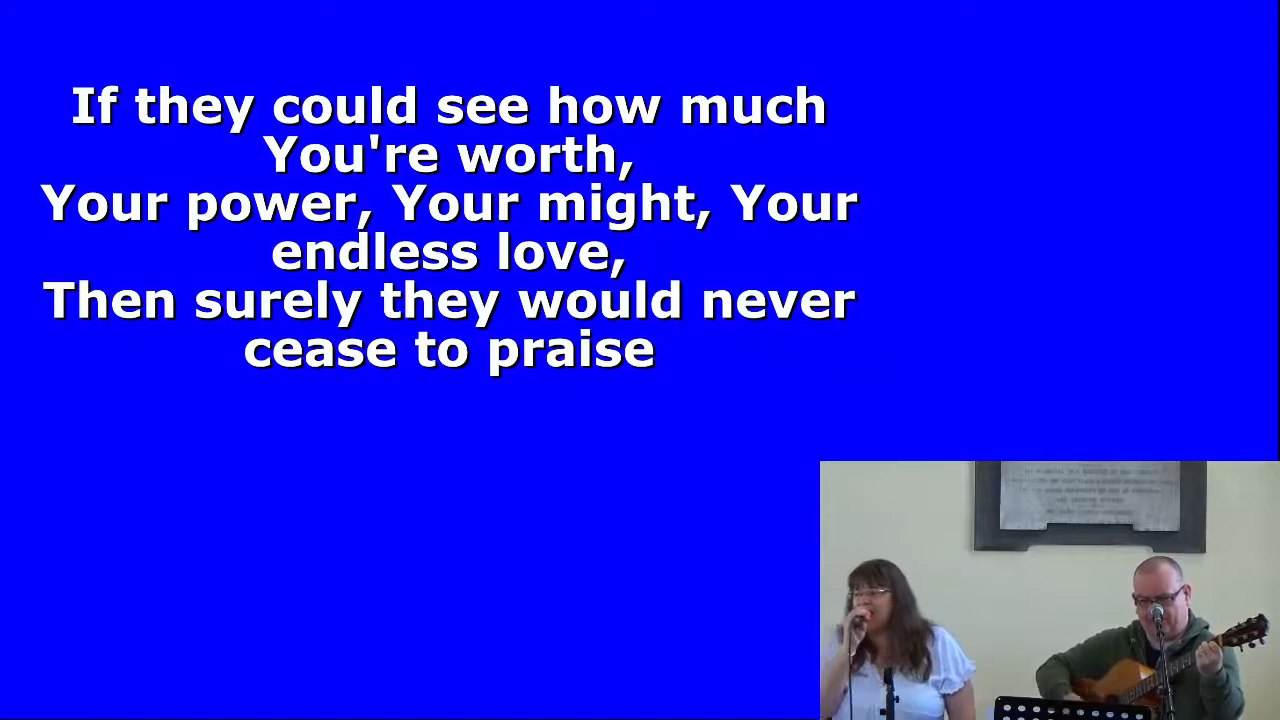 If they could see how much
You're worth,
Your power, Your might, Your
endless love,
Then surely they would never
cease to praise